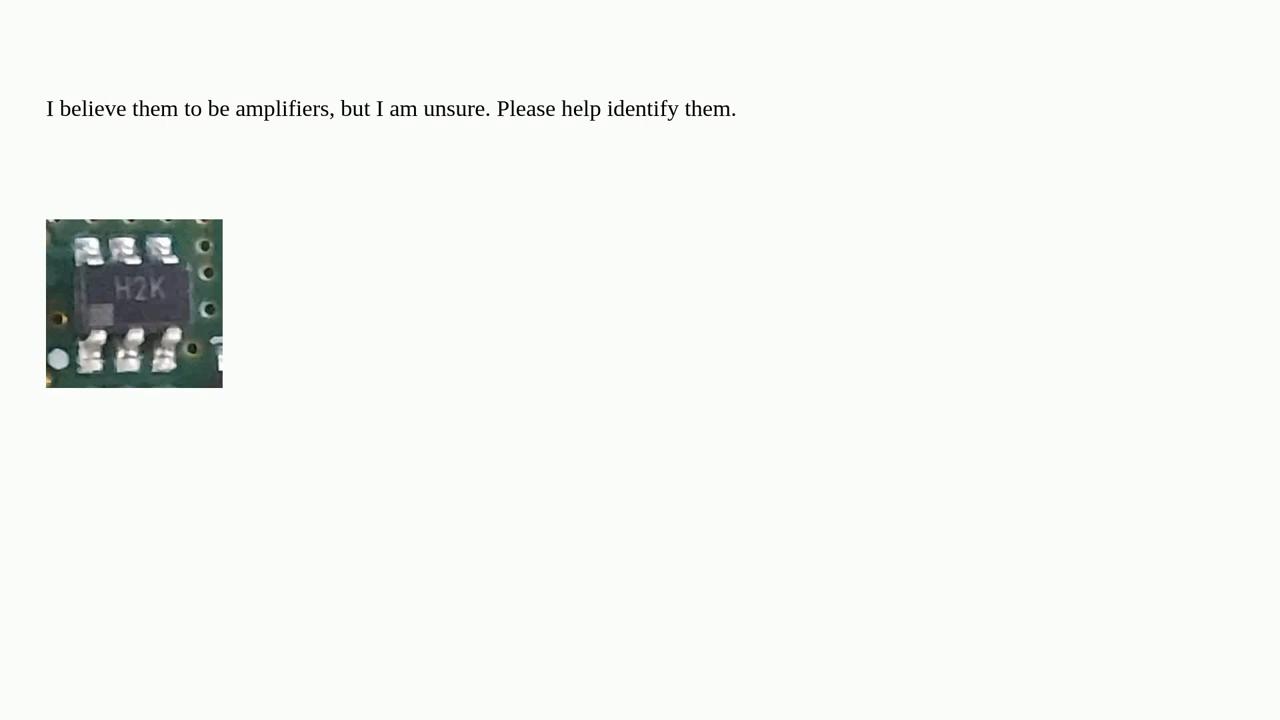 I believe them to be amplifiers, but I am unsure. Please help identify them.
H2K